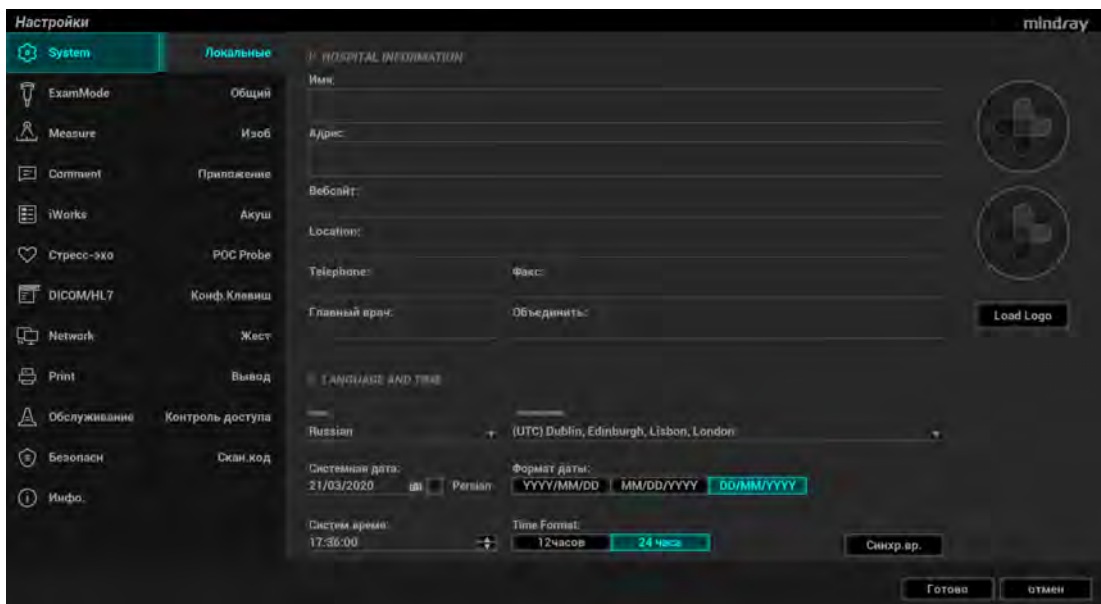 Настройки
mindray
System
Локальные
ExamMode
Общий
Measure
Изоб
Comment
Приложение
iWorks
Акуш
Стресс-эхо
POC Probe
DICOM/HL7
Конф.Клавиш
Network
Жест
Print
Вывод
Обслуживание
Контроль доступа
Безопасн
Скан.код
Инфо.
HOSPITAL INFORMATION
Имя:
Адрес:
Вебсайт:
Location:
Telephone:
Факс:
Главный врач:
Объединить:
Load Logo
LANGUAGE AND TIME
Russian
(UTC) Dublin, Edinburgh, Lisbon, London
Системная дата:
Формат даты:
21/03/2020
Persian
YYYY/MM/DD
MM/DD/YYYY
DD/MM/YYYY
Систем время:
Time Format:
17:36:00
12часов
24 часа
Синхр.вр.
Готово
отмен